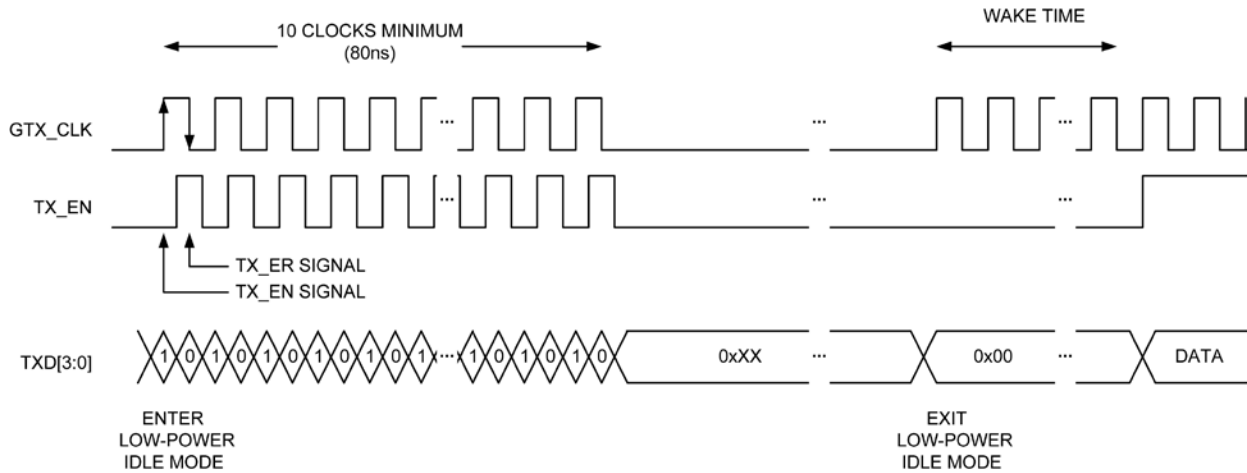 10 CLOCKS MINIMUM
(80ns)
WAKE TIME
GTX_CLK
... ... ...
TX_EN
... ... ...
TX_ER SIGNAL
TX_EN SIGNAL
TXD[3:0]
1 0 1 0 1 0 1 0 1 0 1 ... 1 0 1 0 1 0 0xXX ... 0x00 ... DATA
ENTER
LOW-POWER
IDLE MODE
EXIT
LOW-POWER
IDLE MODE